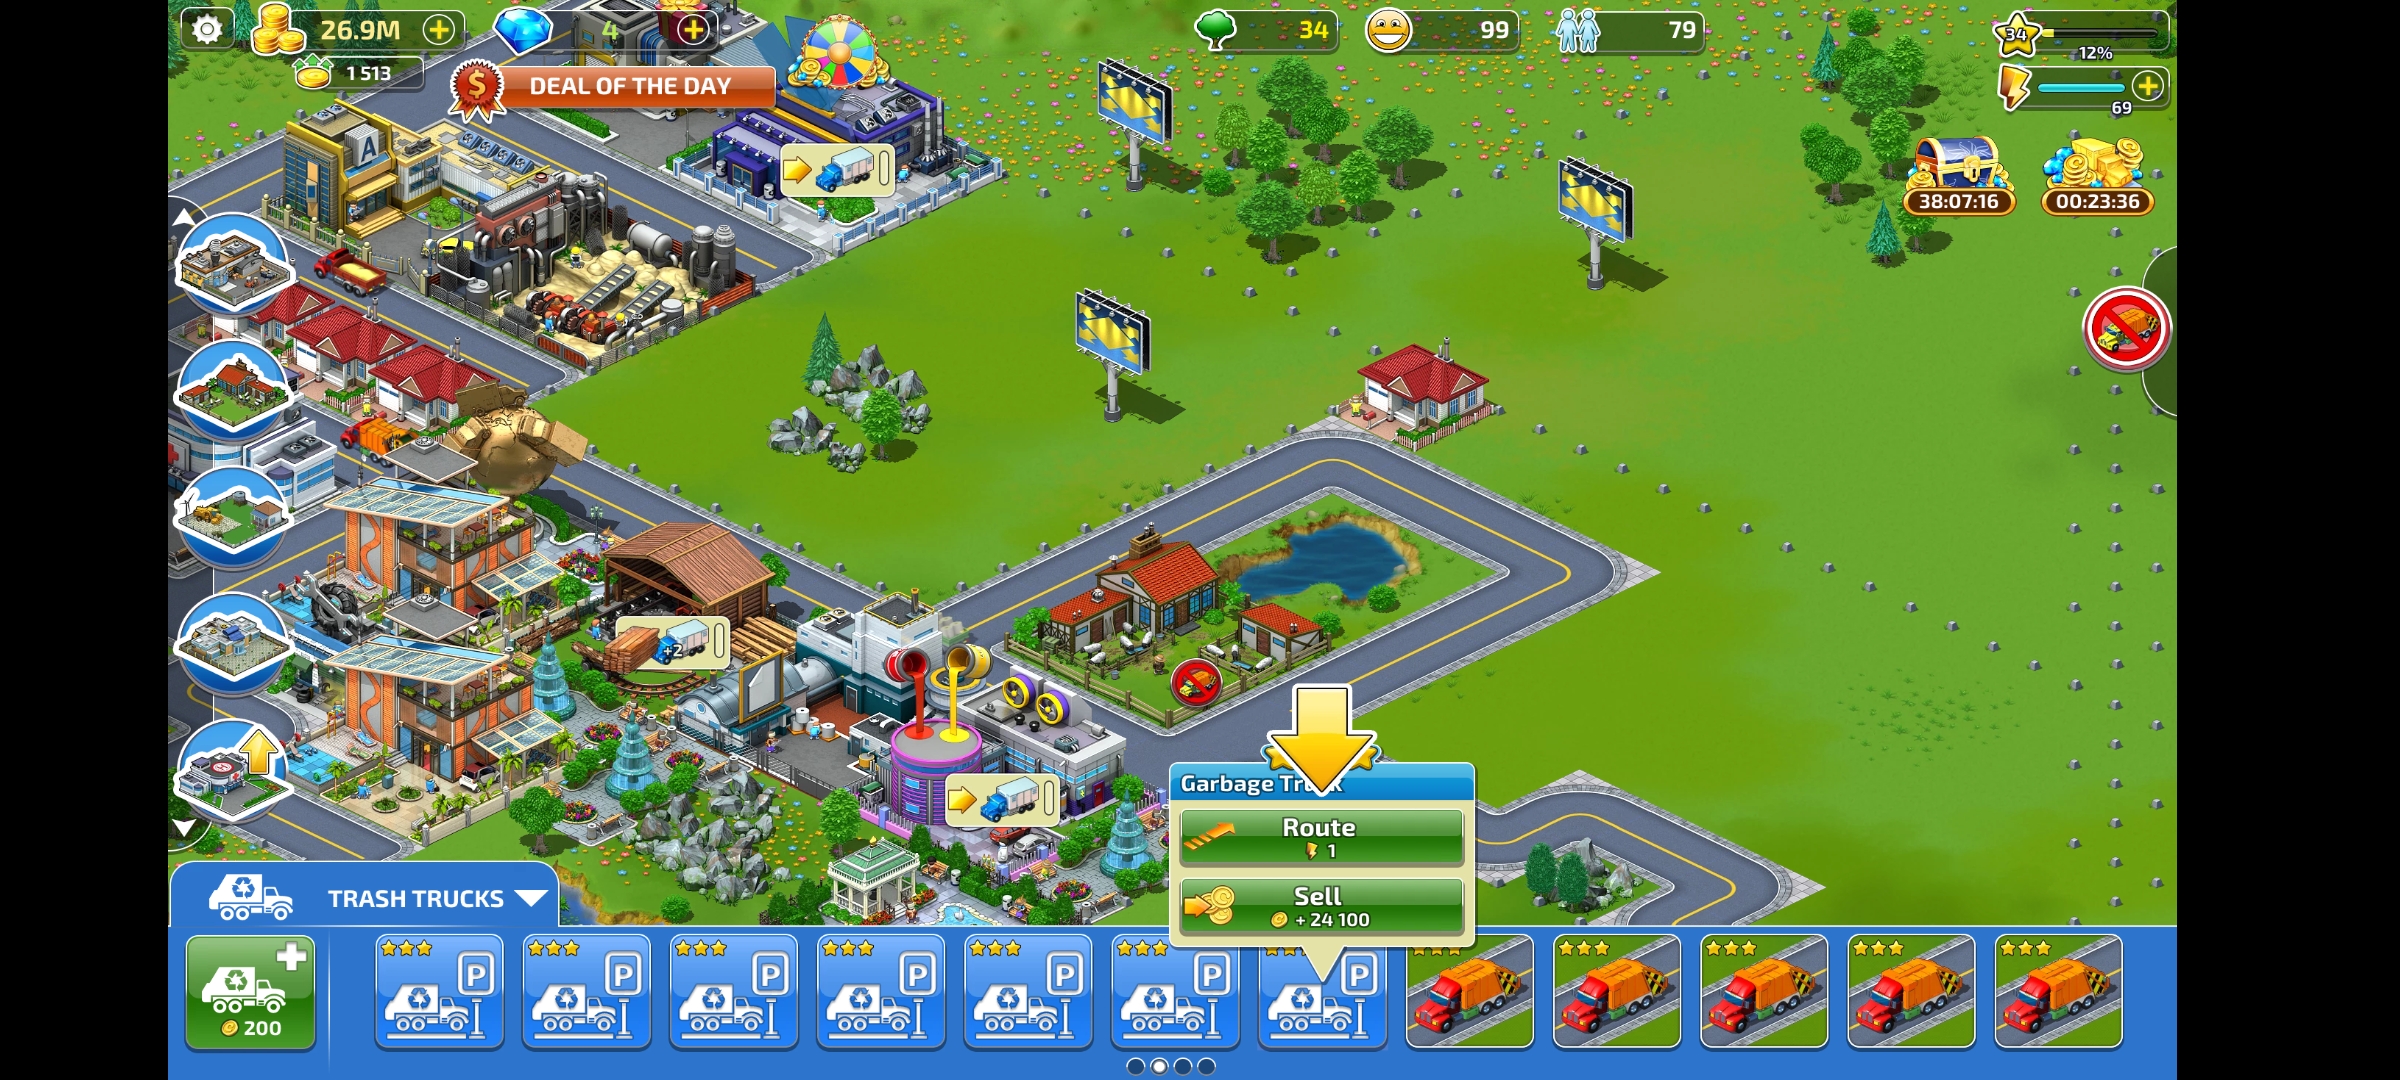 26.9M
4
34
99
79
34
12%
1 513
DEAL OF THE DAY
69
A
38:07:16
00:23:36
+2
Garbage Truck
Route
1
Sell
+ 24 100
TRASH TRUCKS
200
P
P
P
P
P
P
P